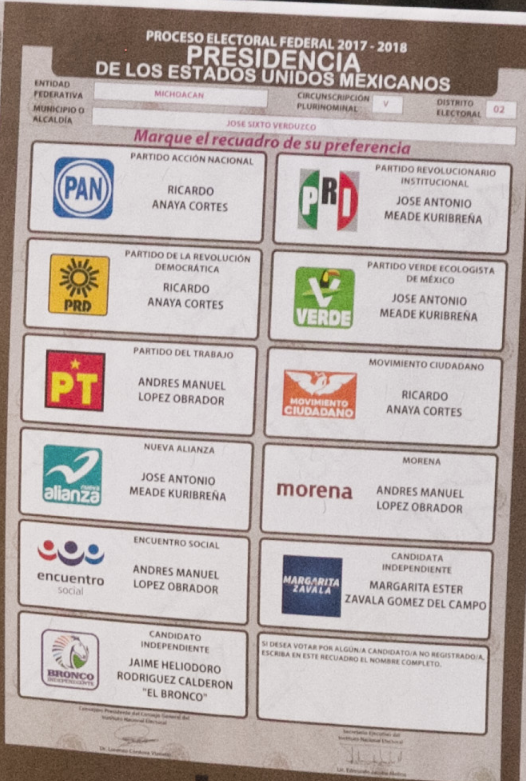 PROCESO ELECTORAL FEDERAL 2017 - 2018
PRESIDENCIA
DE LOS ESTADOS UNIDOS MEXICANOS
ENTIDAD
FEDERATIVA
MICHOACAN
CIRCUNSCRIPCIÓN
PLURINOMINAL:
V
DISTRITO
ELECTORAL
02
MUNICIPIO O
ALCALDÍA
JOSE SIXTO VERDUZCO
Marque el recuadro de su preferencia
PAN
PARTIDO ACCIÓN NACIONAL
RICARDO
ANAYA CORTES
PRI
PARTIDO REVOLUCIONARIO
INSTITUCIONAL
JOSE ANTONIO
MEADE KURIBREÑA
PRD
PARTIDO DE LA REVOLUCIÓN
DEMOCRÁTICA
RICARDO
ANAYA CORTES
VERDE
PARTIDO VERDE ECOLOGISTA
DE MÉXICO
JOSE ANTONIO
MEADE KURIBREÑA
PT
PARTIDO DEL TRABAJO
ANDRES MANUEL
LOPEZ OBRADOR
MOVIMIENTO
CIUDADANO
MOVIMIENTO CIUDADANO
RICARDO
ANAYA CORTES
nueva
alianza
NUEVA ALIANZA
JOSE ANTONIO
MEADE KURIBREÑA
morena
MORENA
ANDRES MANUEL
LOPEZ OBRADOR
encuentro
social
ENCUENTRO SOCIAL
ANDRES MANUEL
LOPEZ OBRADOR
MARGARITA
ZAVALA
CANDIDATA
INDEPENDIENTE
MARGARITA ESTER
ZAVALA GOMEZ DEL CAMPO
BRONCO
INDEPENDIENTE
CANDIDATO
INDEPENDIENTE
JAIME HELIODORO
RODRIGUEZ CALDERON
"EL BRONCO"
SI DESEA VOTAR POR ALGÚN/A CANDIDATO/A NO REGISTRADO/A,
ESCRIBA EN ESTE RECUADRO EL NOMBRE COMPLETO.
Consejero Presidente del Consejo General del
Instituto Nacional Electoral
Dr. Lorenzo Córdova Vianello
Secretario Ejecutivo del
Instituto Nacional Electoral
Lic. Edmundo